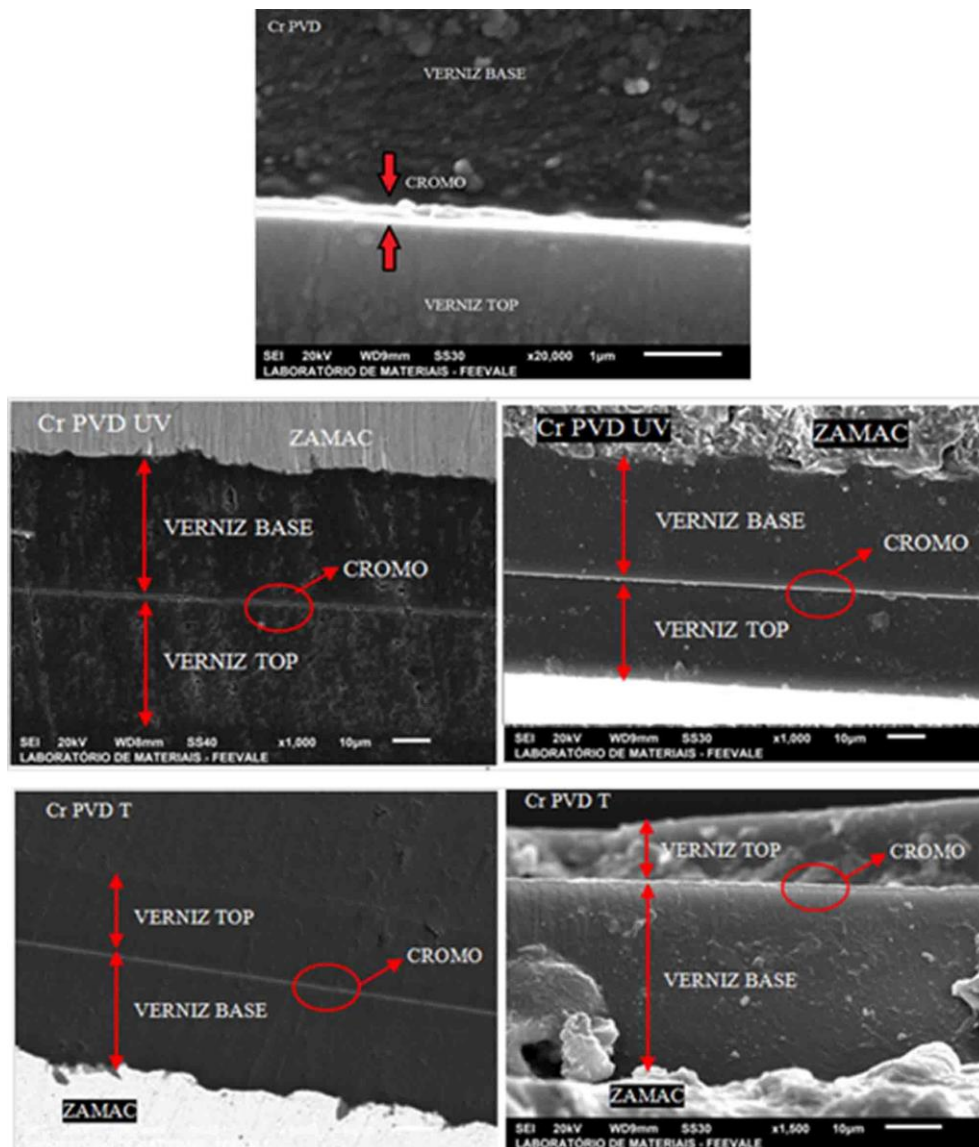 Cr PVD
VERNIZ BASE
CROMO
VERNIZ TOP
SEI 20kV WD9mm SS30 x20,000 1µm
LABORATÓRIO DE MATERIAIS - FEEVALE
Cr PVD UV
ZAMAC
VERNIZ BASE
CROMO
VERNIZ TOP
SEI 20kV WD8mm SS40 x1,000 10µm
LABORATÓRIO DE MATERIAIS - FEEVALE
Cr PVD UV
ZAMAC
VERNIZ BASE
CROMO
VERNIZ TOP
SEI 20kV WD9mm SS30 x1,000 10µm
LABORATÓRIO DE MATERIAIS - FEEVALE
Cr PVD T
VERNIZ TOP
CROMO
VERNIZ BASE
ZAMAC
Cr PVD T
VERNIZ TOP
CROMO
VERNIZ BASE
ZAMAC
SEI 20kV WD9mm SS30 x1,500 10µm
LABORATÓRIO DE MATERIAIS - FEEVALE